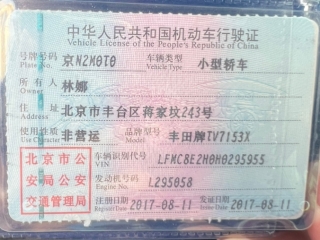 中华人民共和国机动车行驶证
Vehicle License of the People's Republic of China
号牌号码 京N2M0T0 车辆类型 小型轿车
Plate No. Vehicle Type
所有人 林娜
Owner
住址 北京市丰台区蒋家坟243号
Address
使用性质 非营运 品牌型号 丰田牌TV7153X
Use Character Model
北京市公安局公安交通管理局
车辆识别代号 LFMC8E2H0H0295955
VIN
发动机号码 L295058
Engine No.
注册日期 2017-08-11 发证日期 2017-08-11
Register Date Issue Date